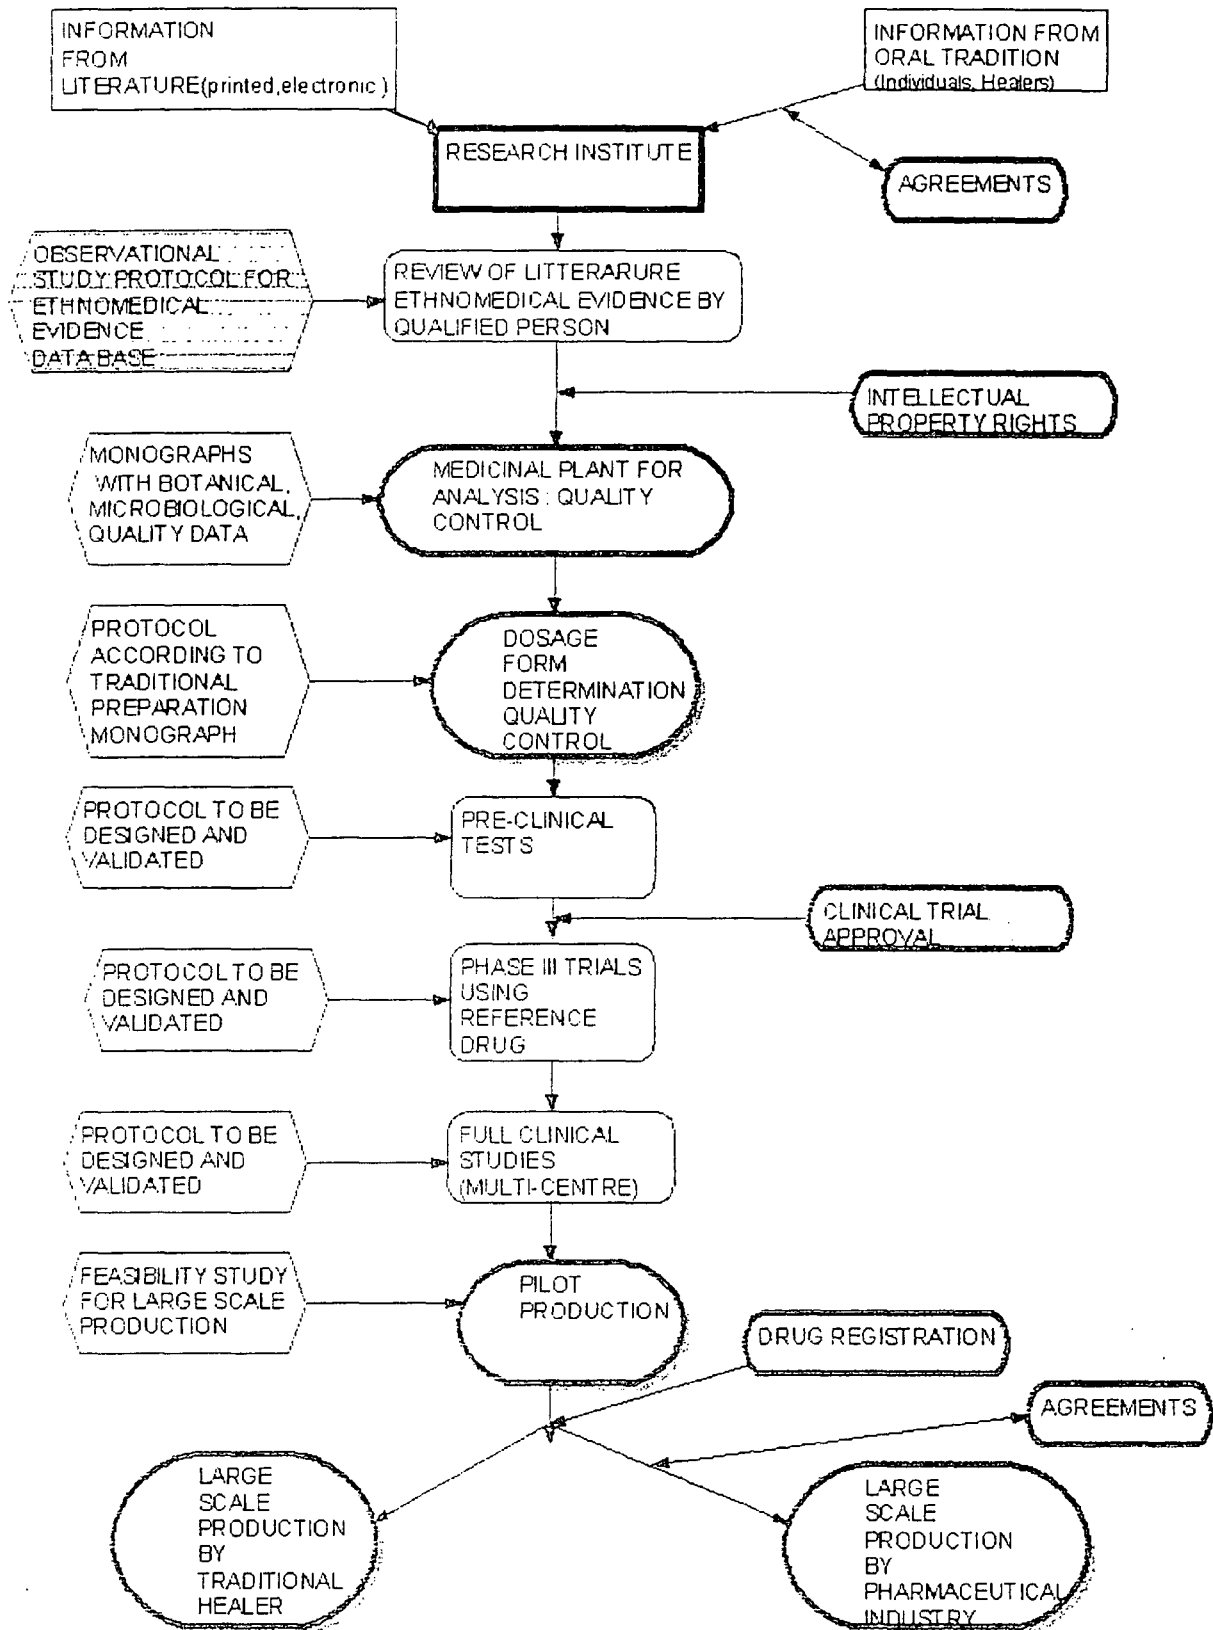 INFORMATION
FROM
LITERATURE(printed,electronic )
INFORMATION FROM
ORAL TRADITION
(Individuals, Healers)
RESEARCH INSTITUTE
AGREEMENTS
OBSERVATIONAL
STUDY PROTOCOL FOR
ETHNOMEDICAL
EVIDENCE
DATA BASE
REVIEW OF LITTERARURE
ETHNOMEDICAL EVIDENCE BY
QUALIFIED PERSON
INTELLECTUAL
PROPERTY RIGHTS
MONOGRAPHS
WITH BOTANICAL,
MICROBIOLOGICAL,
QUALITY DATA
MEDICINAL PLANT FOR
ANALYSIS : QUALITY
CONTROL
PROTOCOL
ACCORDING TO
TRADITIONAL
PREPARATION
MONOGRAPH
DOSAGE
FORM
DETERMINATION
QUALITY
CONTROL
PROTOCOL TO BE
DESIGNED AND
VALIDATED
PRE-CLINICAL
TESTS
CLINICAL TRIAL
APPROVAL
PROTOCOL TO BE
DESIGNED AND
VALIDATED
PHASE III TRIALS
USING
REFERENCE
DRUG
PROTOCOL TO BE
DESIGNED AND
VALIDATED
FULL CLINICAL
STUDIES
(MULTI-CENTRE)
FEASIBILITY STUDY
FOR LARGE SCALE
PRODUCTION
PILOT
PRODUCTION
DRUG REGISTRATION
AGREEMENTS
LARGE
SCALE
PRODUCTION
BY
TRADITIONAL
HEALER
LARGE
SCALE
PRODUCTION
BY
PHARMACEUTICAL
INDUSTRY